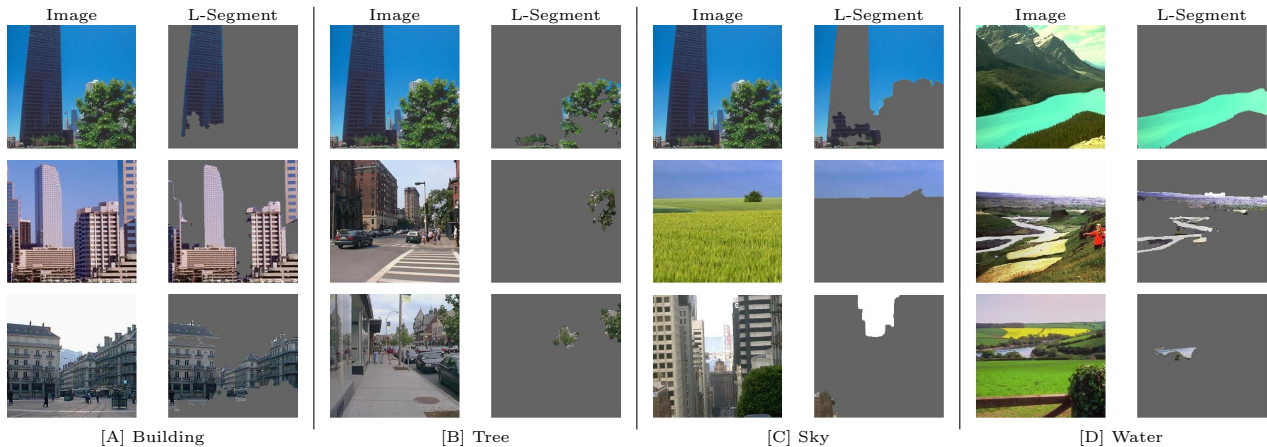 Image L-Segment Image L-Segment Image L-Segment Image L-Segment
[A] Building [B] Tree [C] Sky [D] Water